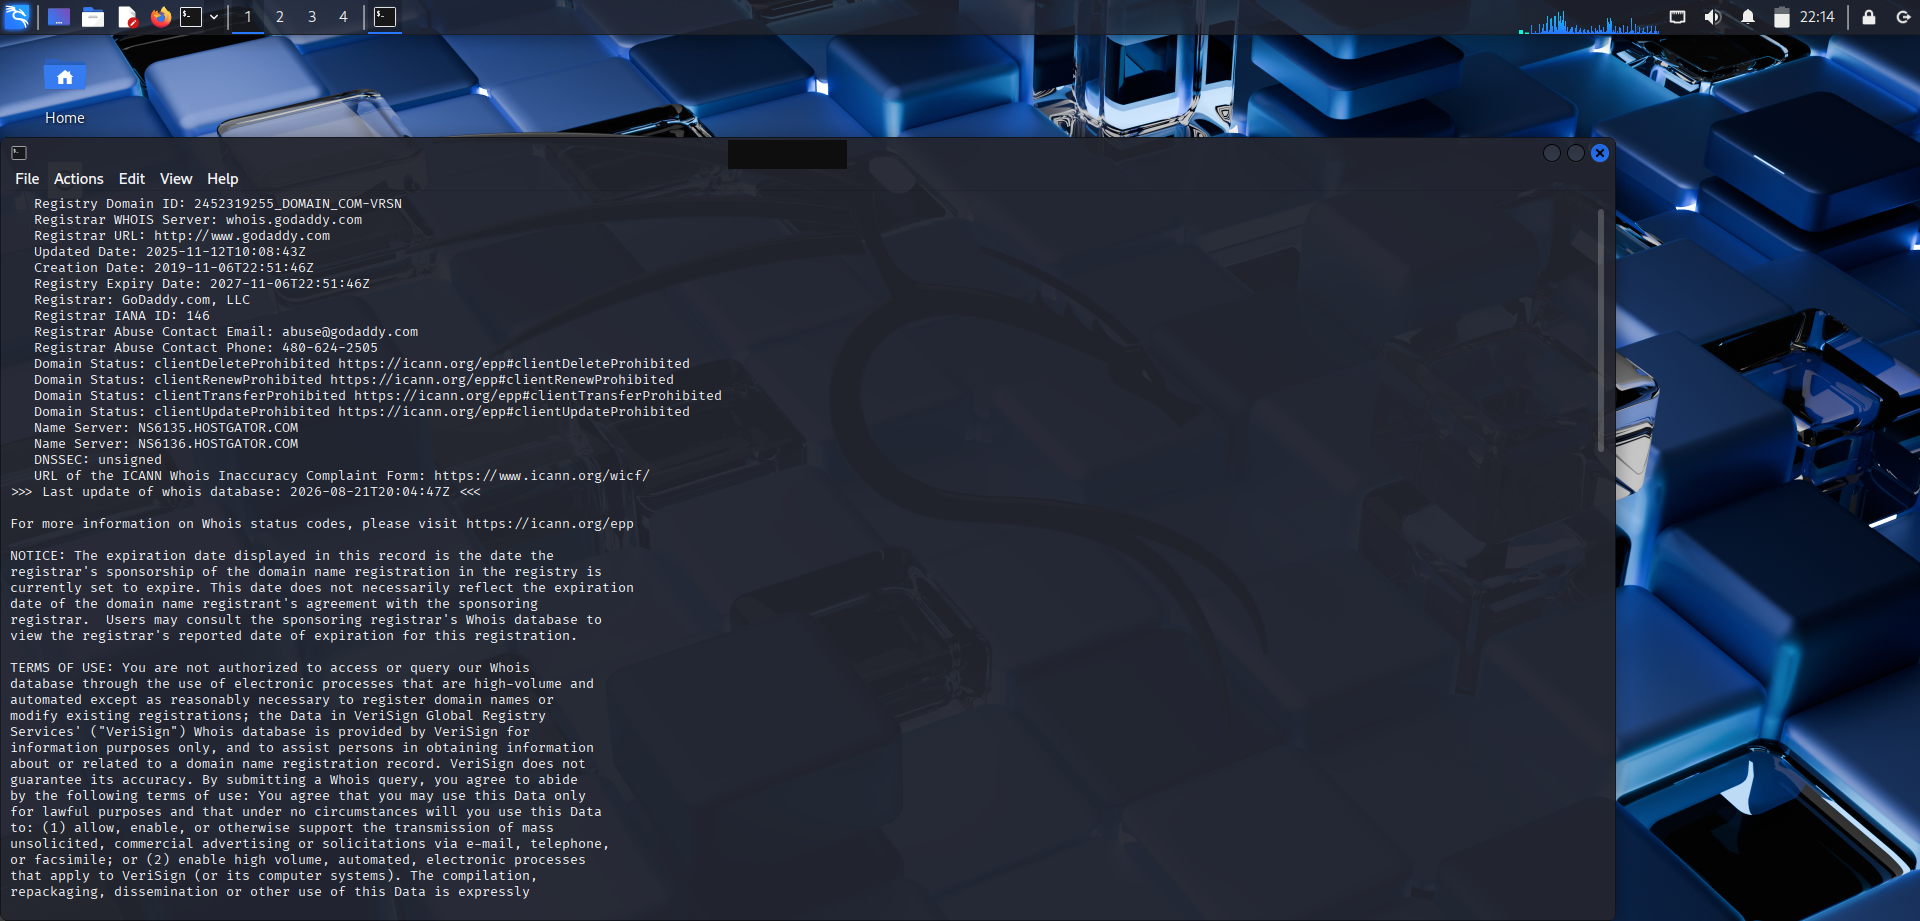 1 2 3 4 22:14
Home
File Actions Edit View Help
Registry Domain ID: 2452319255_DOMAIN_COM-VRSN
Registrar WHOIS Server: whois.godaddy.com
Registrar URL: http://www.godaddy.com
Updated Date: 2025-11-12T10:08:43Z
Creation Date: 2019-11-06T22:51:46Z
Registry Expiry Date: 2027-11-06T22:51:46Z
Registrar: GoDaddy.com, LLC
Registrar IANA ID: 146
Registrar Abuse Contact Email: abuse@godaddy.com
Registrar Abuse Contact Phone: 480-624-2505
Domain Status: clientDeleteProhibited https://icann.org/epp#clientDeleteProhibited
Domain Status: clientRenewProhibited https://icann.org/epp#clientRenewProhibited
Domain Status: clientTransferProhibited https://icann.org/epp#clientTransferProhibited
Domain Status: clientUpdateProhibited https://icann.org/epp#clientUpdateProhibited
Name Server: NS6135.HOSTGATOR.COM
Name Server: NS6136.HOSTGATOR.COM
DNSSEC: unsigned
URL of the ICANN Whois Inaccuracy Complaint Form: https://www.icann.org/wicf/
>>> Last update of whois database: 2026-08-21T20:04:47Z <<<
For more information on Whois status codes, please visit https://icann.org/epp
NOTICE: The expiration date displayed in this record is the date the
registrar's sponsorship of the domain name registration in the registry is
currently set to expire. This date does not necessarily reflect the expiration
date of the domain name registrant's agreement with the sponsoring
registrar.  Users may consult the sponsoring registrar's Whois database to
view the registrar's reported date of expiration for this registration.
TERMS OF USE: You are not authorized to access or query our Whois
database through the use of electronic processes that are high-volume and
automated except as reasonably necessary to register domain names or
modify existing registrations; the Data in VeriSign Global Registry
Services' ("VeriSign") Whois database is provided by VeriSign for
information purposes only, and to assist persons in obtaining information
about or related to a domain name registration record. VeriSign does not
guarantee its accuracy. By submitting a Whois query, you agree to abide
by the following terms of use: You agree that you may use this Data only
for lawful purposes and that under no circumstances will you use this Data
to: (1) allow, enable, or otherwise support the transmission of mass
unsolicited, commercial advertising or solicitations via e-mail, telephone,
or facsimile; or (2) enable high volume, automated, electronic processes
that apply to VeriSign (or its computer systems). The compilation,
repackaging, dissemination or other use of this Data is expressly